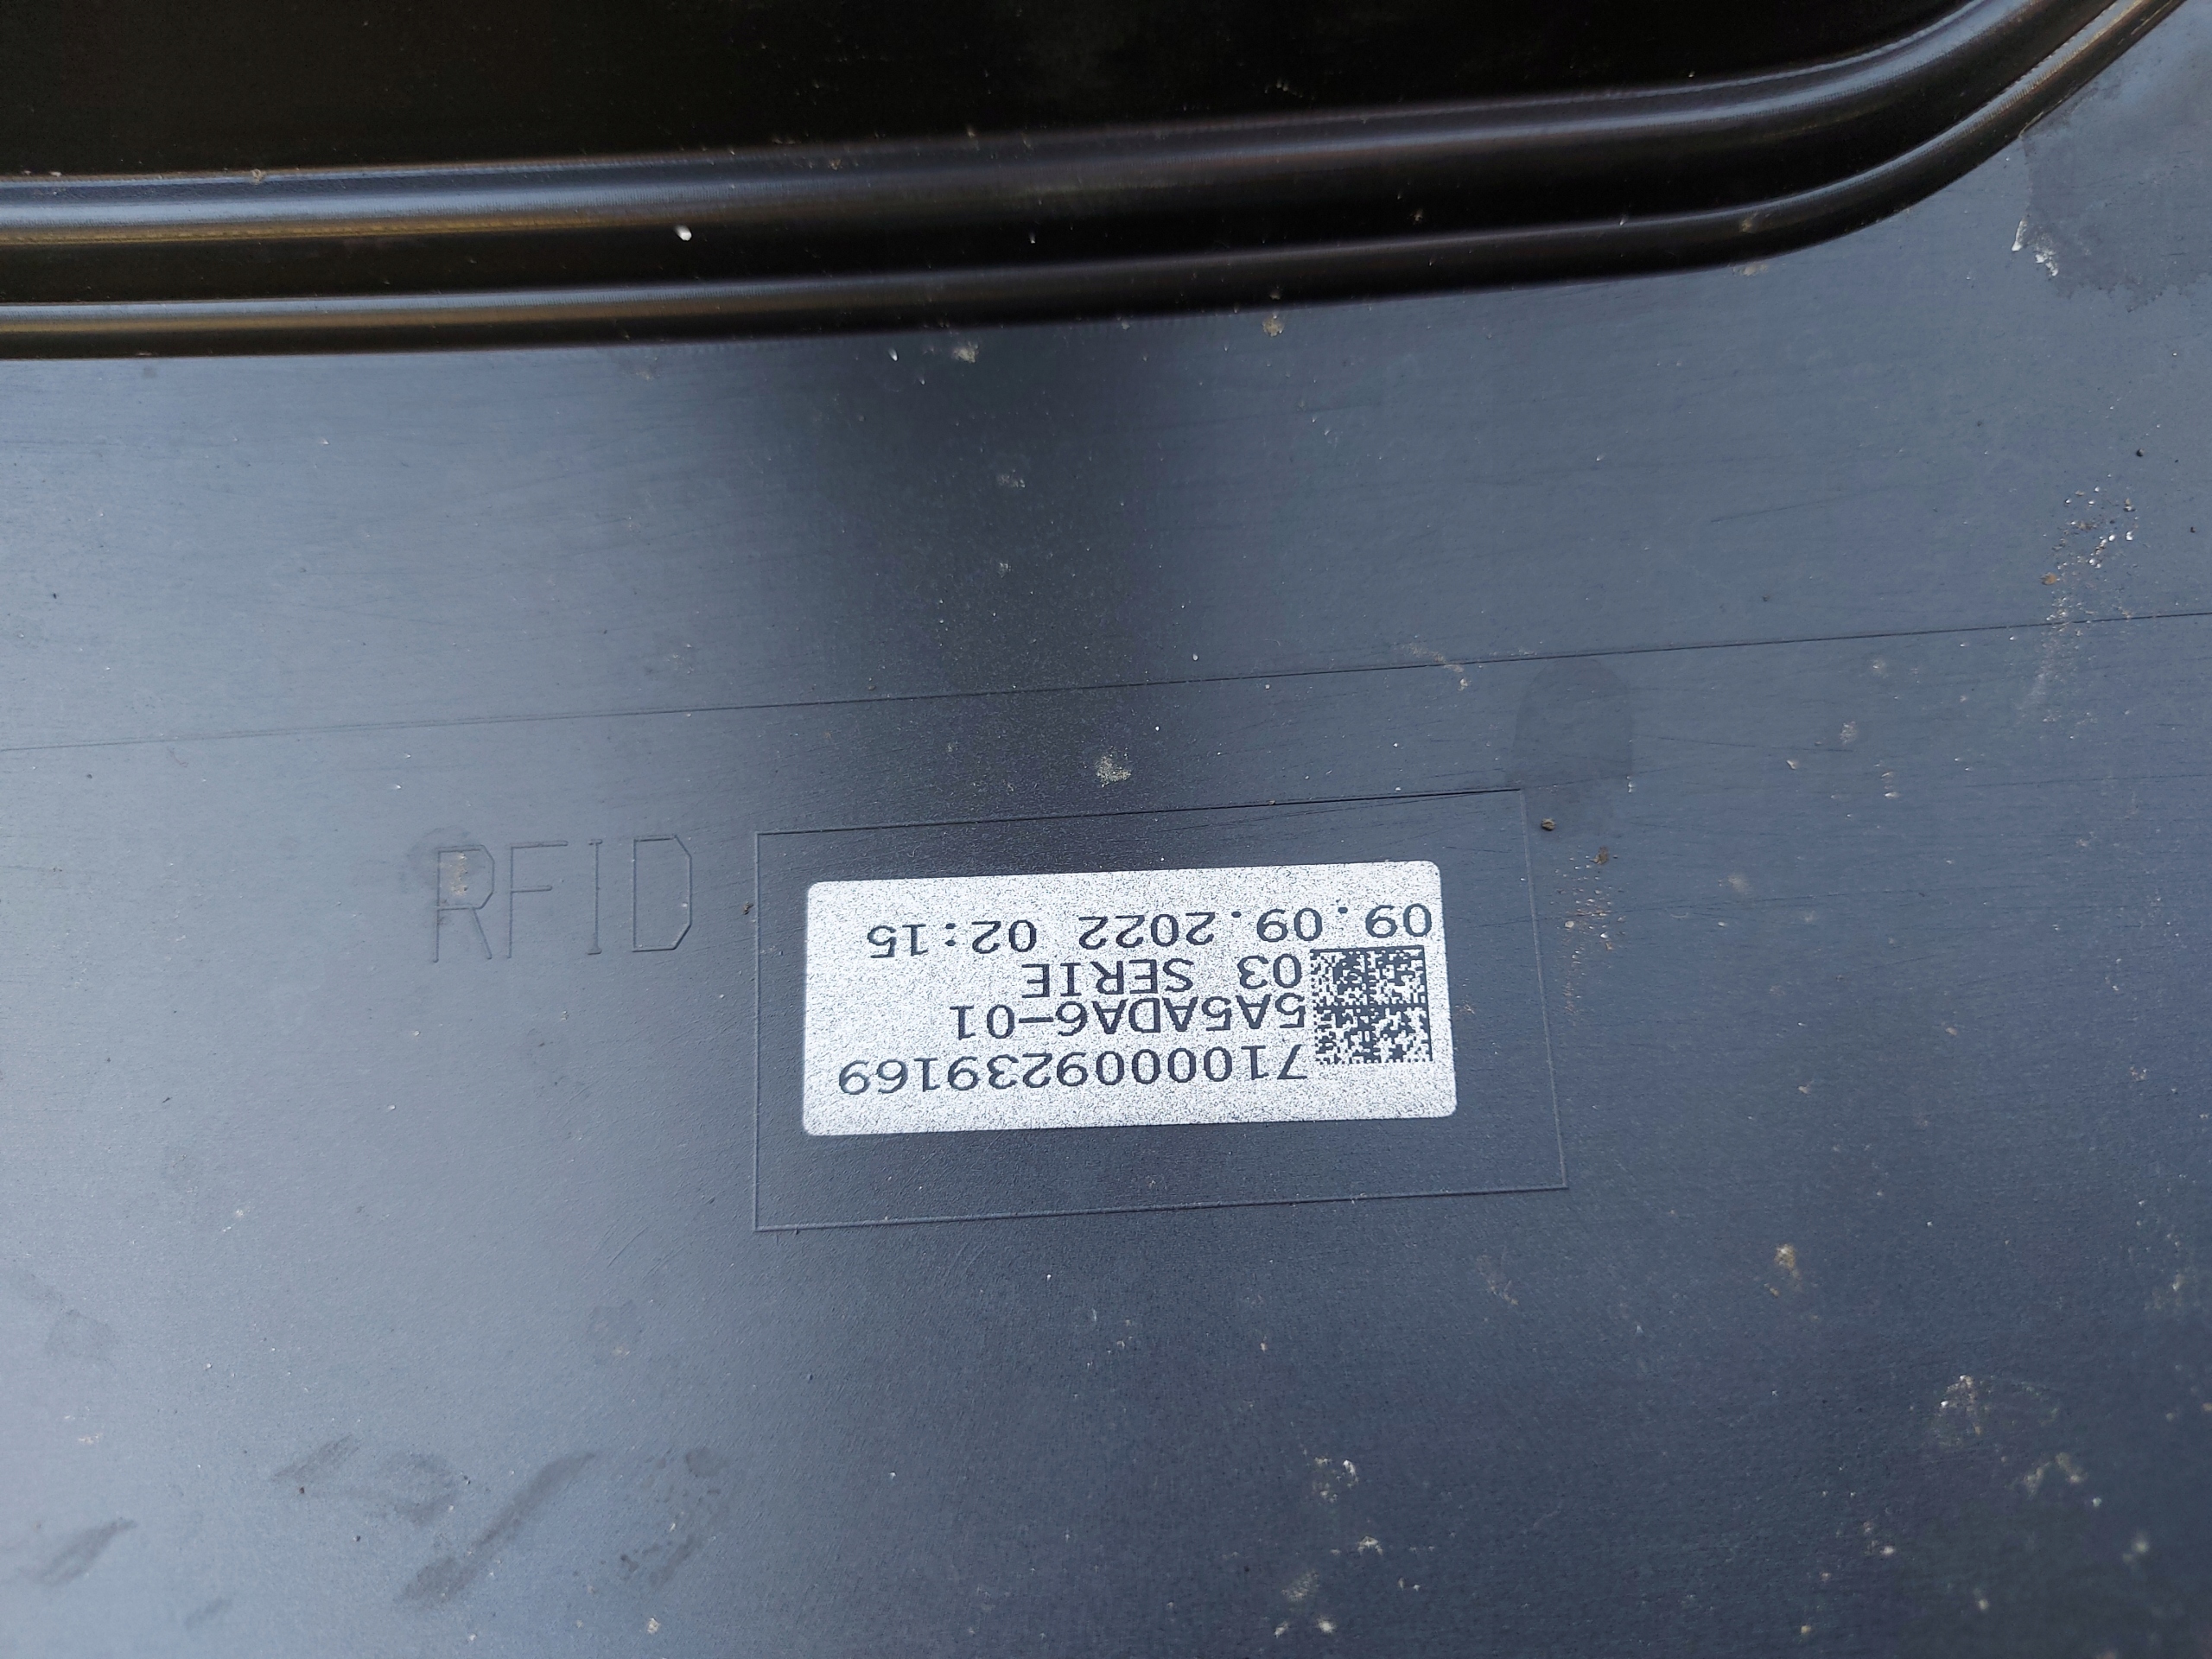 RFID
7100009239169
5A5ADA6-01
03 SERIE
09.09.2022 02:15